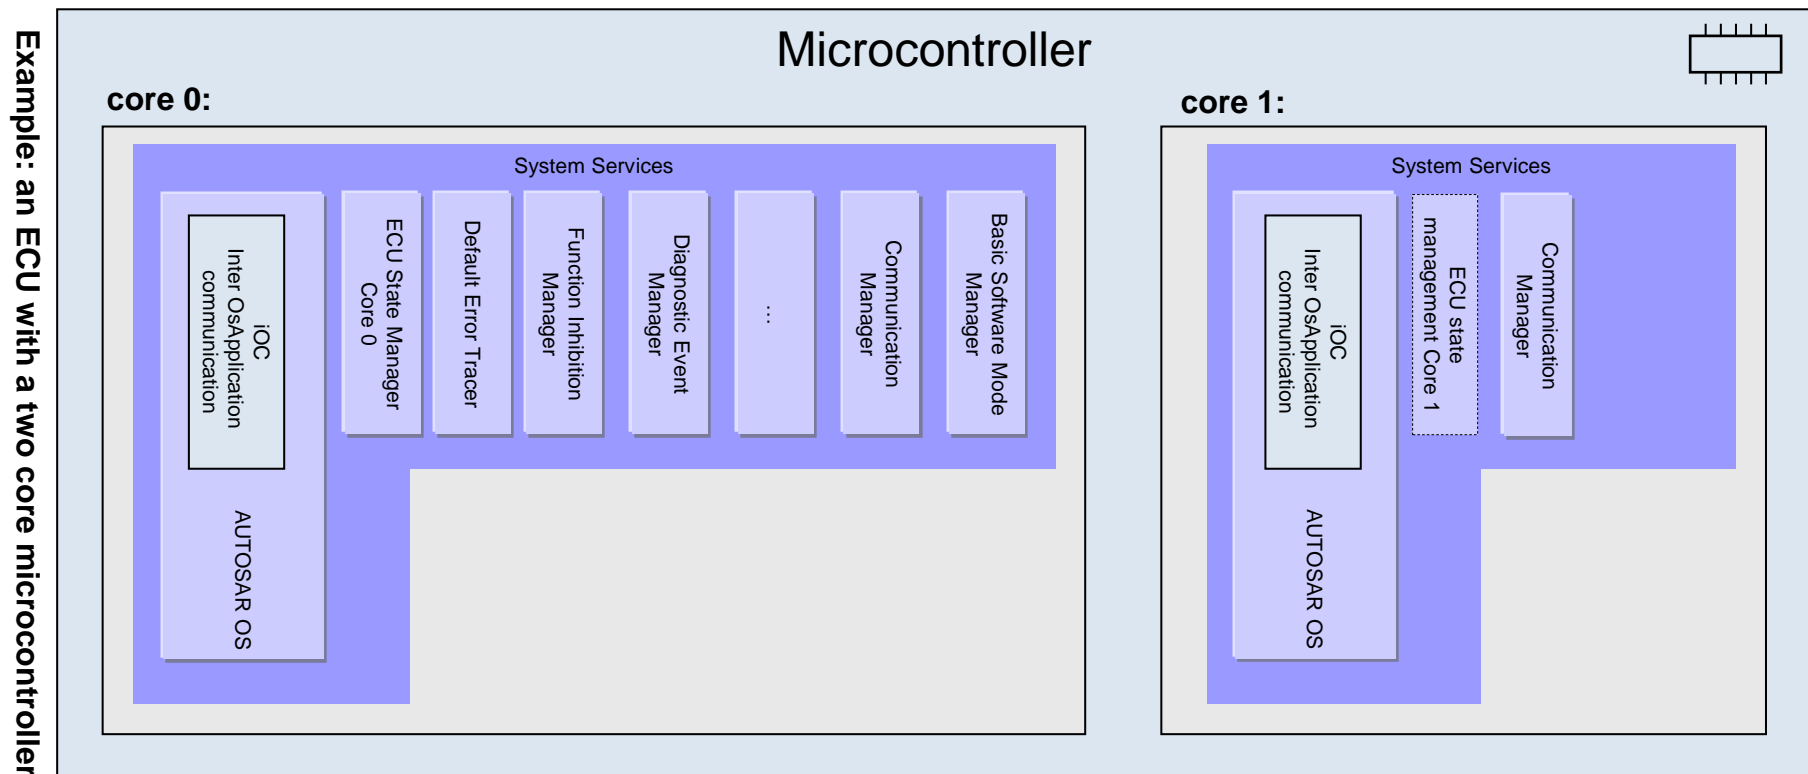 Example: an ECU with a two core microcontroller
Microcontroller
core 0:
System Services
iOC
Inter OsApplication
communication
AUTOSAR OS
ECU State Manager
Core 0
Default Error Tracer
Function Inhibition
Manager
Diagnostic Event
Manager
...
Communication
Manager
Basic Software Mode
Manager
core 1:
System Services
iOC
Inter OsApplication
communication
AUTOSAR OS
ECU state
management Core 1
Communication
Manager